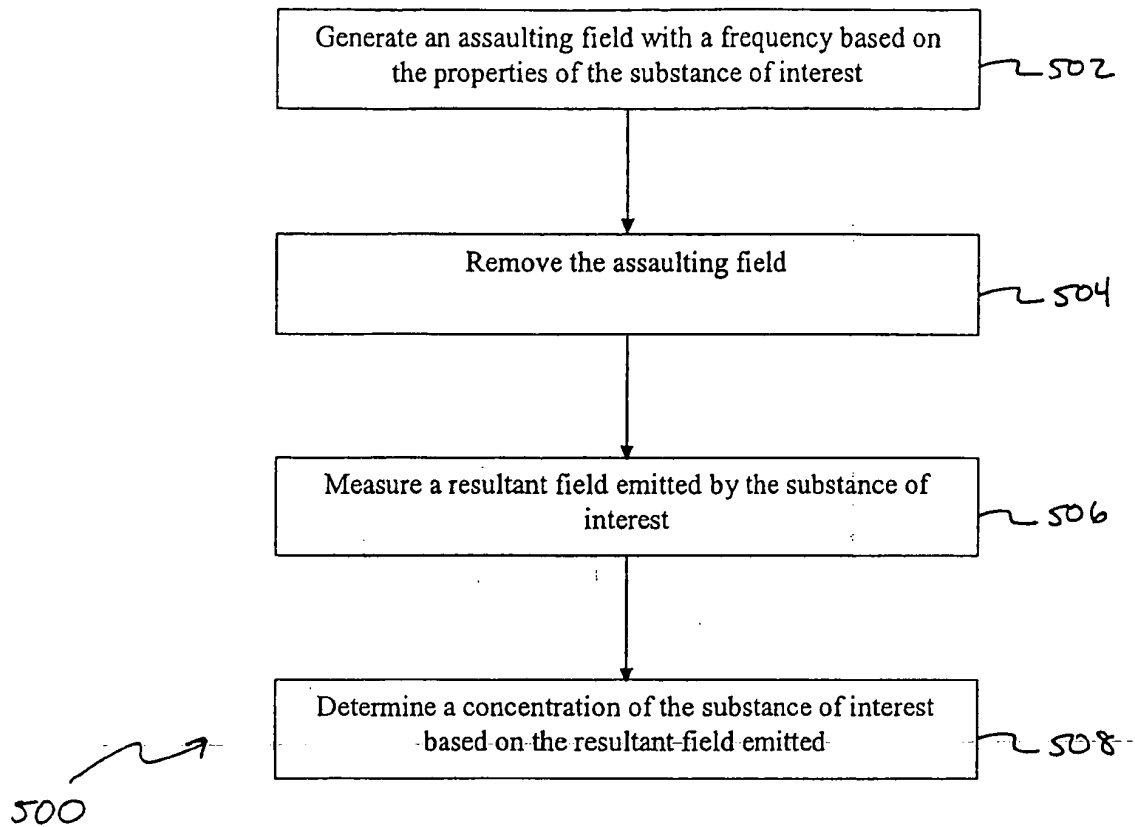 Generate an assaulting field with a frequency based on
the properties of the substance of interest
502
Remove the assaulting field
504
Measure a resultant field emitted by the substance of
interest
506
Determine a concentration of the substance of interest
based on the resultant field emitted
508
500